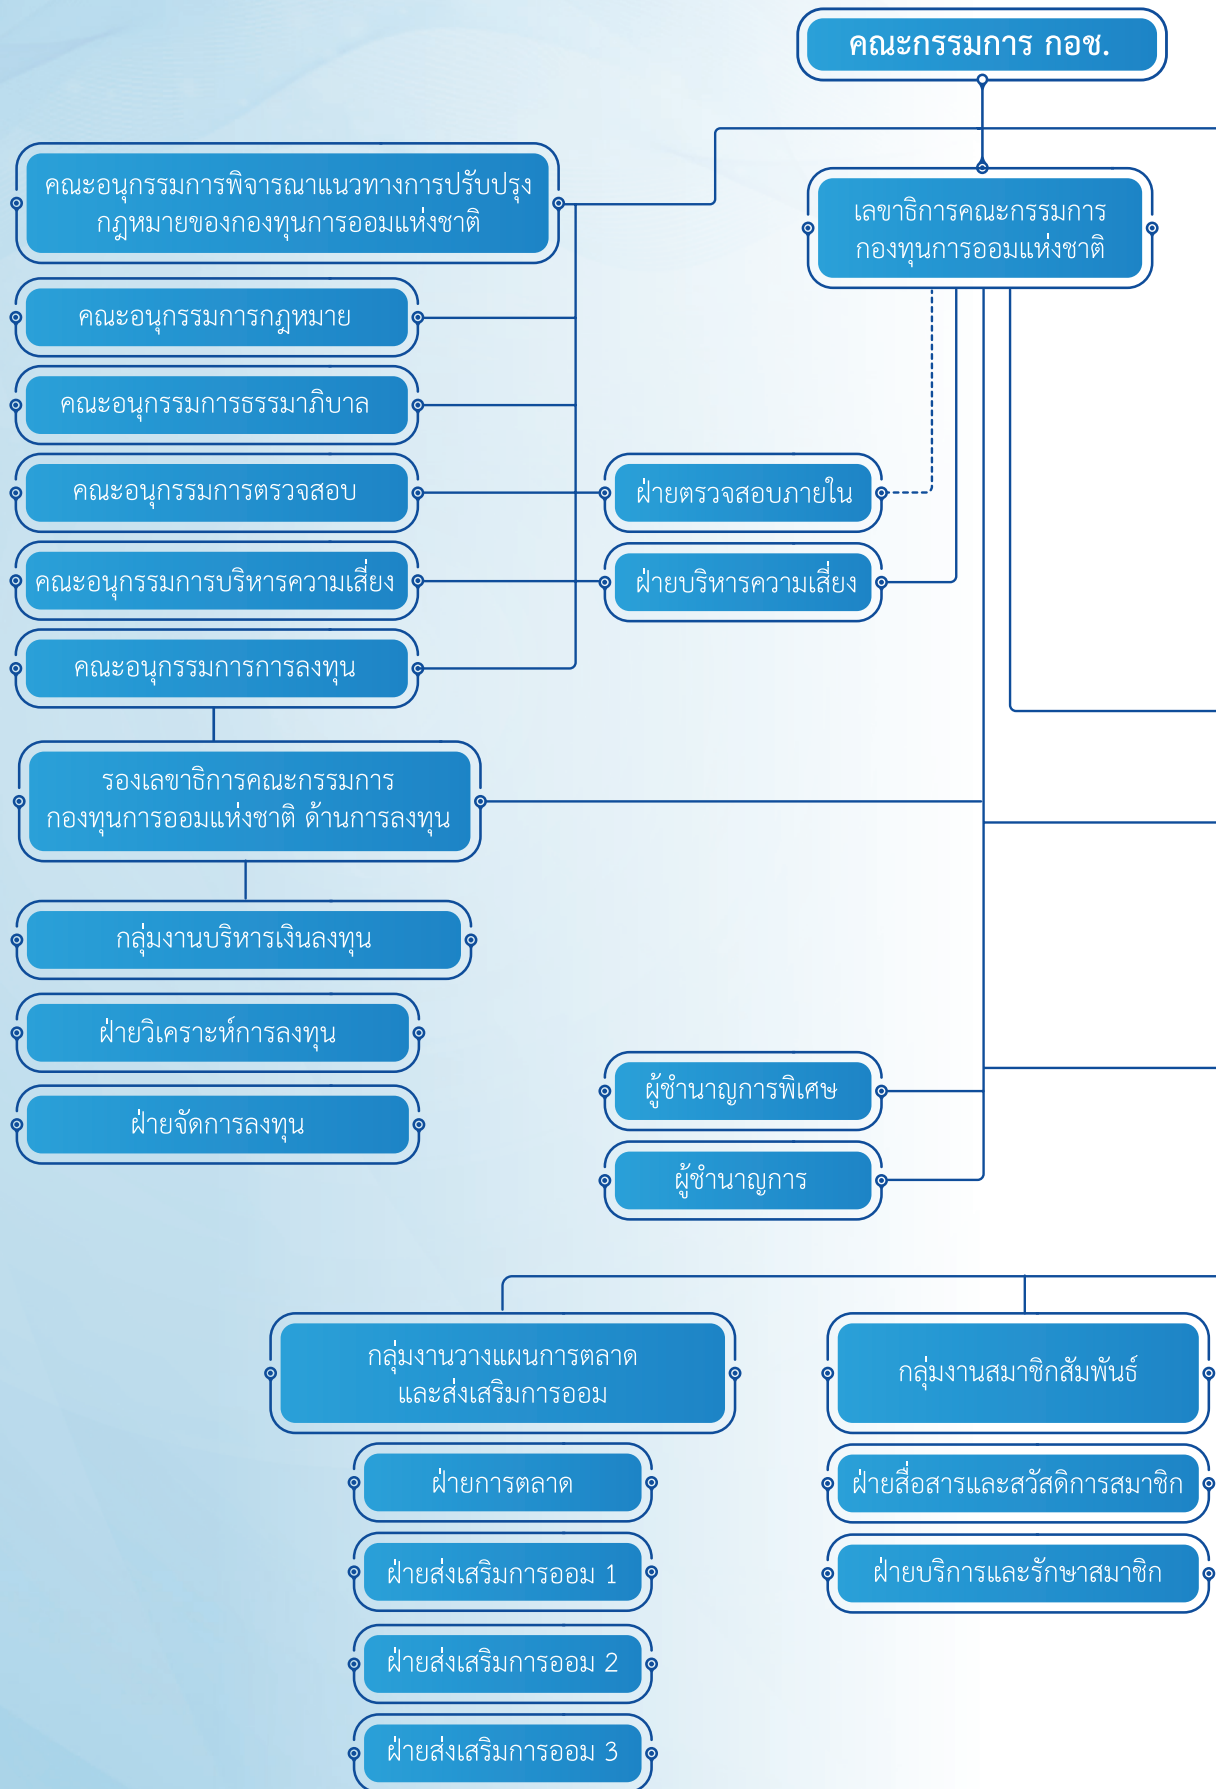 คณะกรรมการ กอช.
คณะอนุกรรมการพิจารณาแนวทางการปรับปรุง
กฎหมายของกองทุนการออมแห่งชาติ
เลขาธิการคณะกรรมการ
กองทุนการออมแห่งชาติ
คณะอนุกรรมการกฎหมาย
คณะอนุกรรมการธรรมาภิบาล
คณะอนุกรรมการตรวจสอบ
ฝ่ายตรวจสอบภายใน
คณะอนุกรรมการบริหารความเสี่ยง
ฝ่ายบริหารความเสี่ยง
คณะอนุกรรมการการลงทุน
รองเลขาธิการคณะกรรมการ
กองทุนการออมแห่งชาติ ด้านการลงทุน
กลุ่มงานบริหารเงินลงทุน
ฝ่ายวิเคราะห์การลงทุน
ฝ่ายจัดการลงทุน
ผู้ชำนาญการพิเศษ
ผู้ชำนาญการ
กลุ่มงานวางแผนการตลาด
และส่งเสริมการออม
ฝ่ายการตลาด
ฝ่ายส่งเสริมการออม 1
ฝ่ายส่งเสริมการออม 2
ฝ่ายส่งเสริมการออม 3
กลุ่มงานสมาชิกสัมพันธ์
ฝ่ายสื่อสารและสวัสดิการสมาชิก
ฝ่ายบริการและรักษาสมาชิก